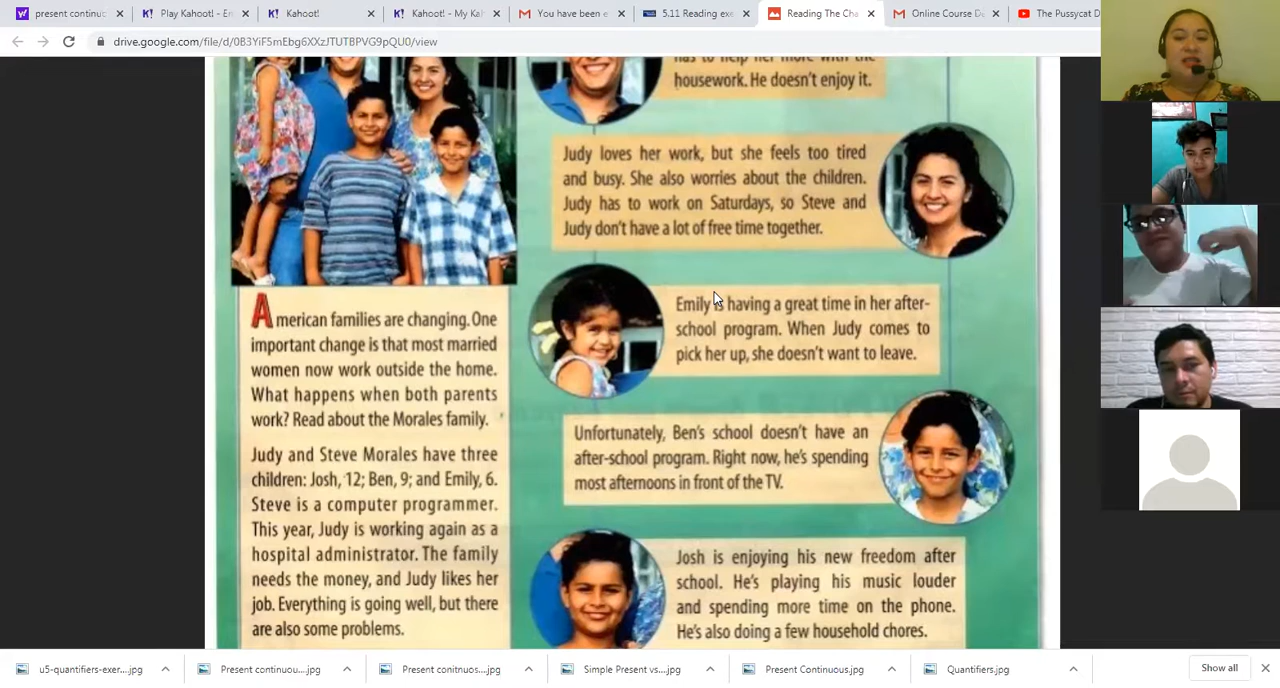 present continuo
Play Kahoot! - En
Kahoot!
Kahoot! - My Kah
You have been e
5.11 Reading exe
Reading The Cha
Online Course De
The Pussycat D
drive.google.com/file/d/0B3YiF5mEbg6XXzJTUTBPVG9pQU0/view
has to help her more with the
housework. He doesn't enjoy it.
Judy loves her work, but she feels too tired
and busy. She also worries about the children.
Judy has to work on Saturdays, so Steve and
Judy don't have a lot of free time together.
Emily is having a great time in her after-
school program. When Judy comes to
pick her up, she doesn't want to leave.
Unfortunately, Ben's school doesn't have an
after-school program. Right now, he's spending
most afternoons in front of the TV.
Josh is enjoying his new freedom after
school. He's playing his music louder
and spending more time on the phone.
He's also doing a few household chores.
American families are changing. One
important change is that most married
women now work outside the home.
What happens when both parents
work? Read about the Morales family.
Judy and Steve Morales have three
children: Josh, 12; Ben, 9; and Emily, 6.
Steve is a computer programmer.
This year, Judy is working again as a
hospital administrator. The family
needs the money, and Judy likes her
job. Everything is going well, but there
are also some problems.
u5-quantifiers-exer....jpg
Present continuou....jpg
Present continuos....jpg
Simple Present vs....jpg
Present Continuous.jpg
Quantifiers.jpg
Show all